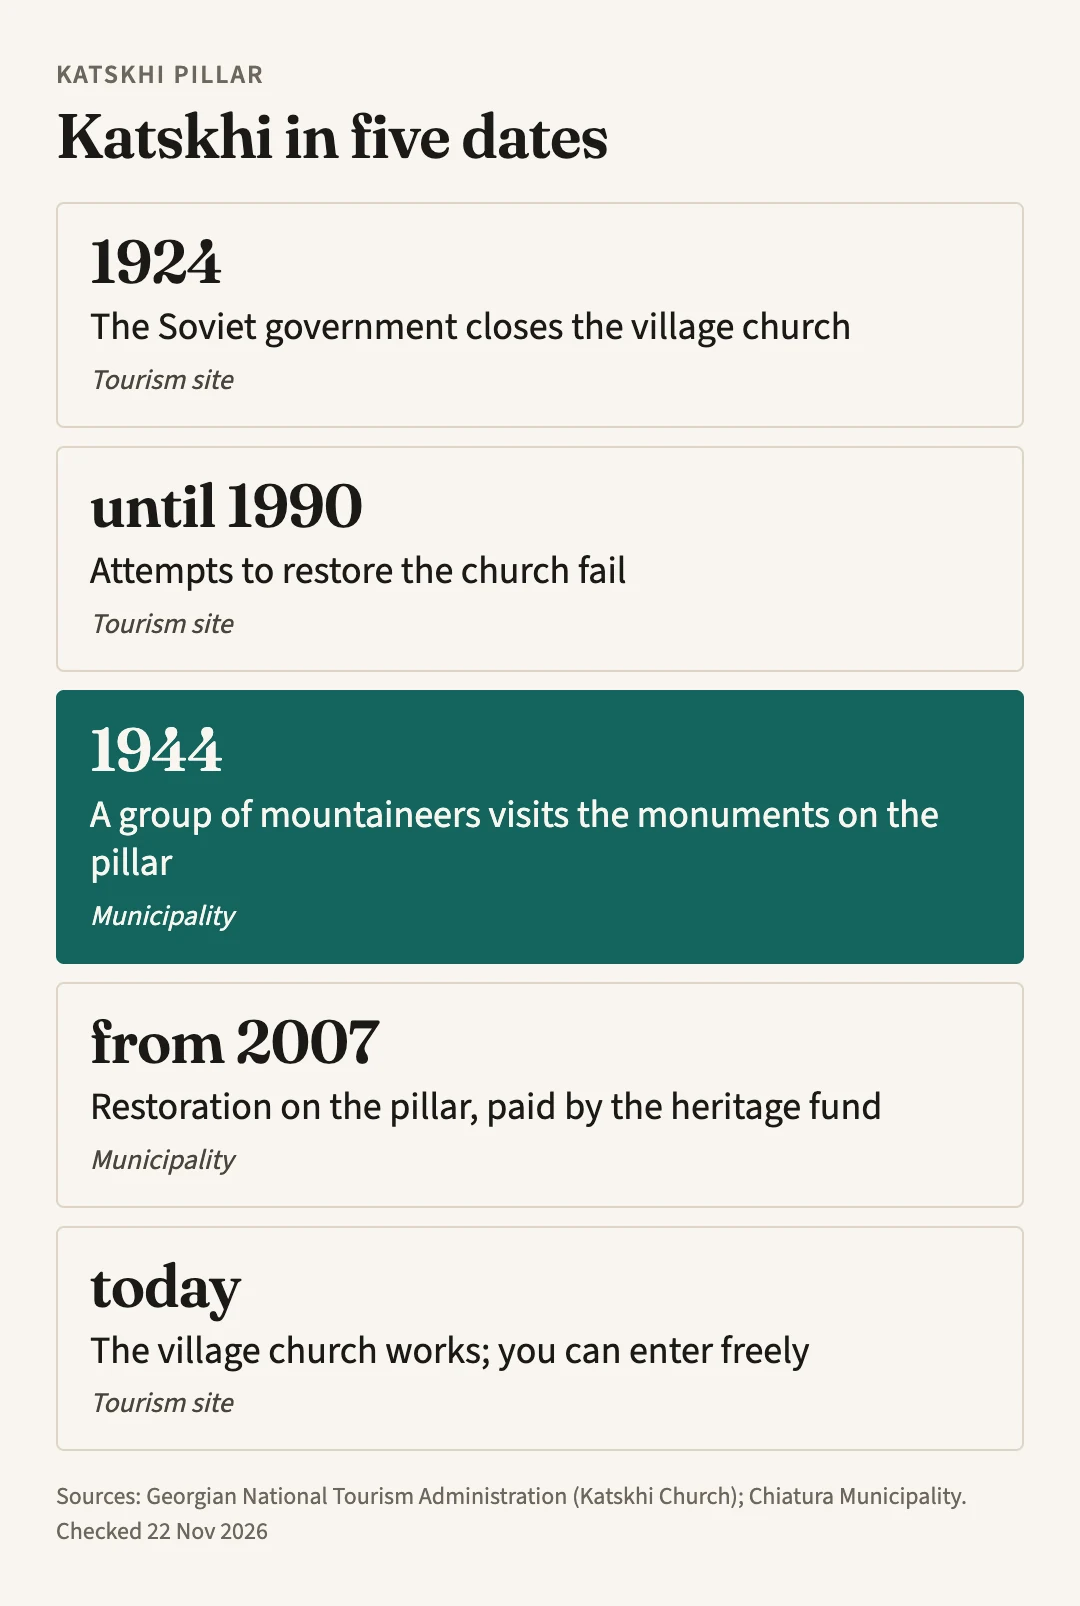 KATSKHI PILLAR
Katskhi in five dates
1924
The Soviet government closes the village church
Tourism site
until 1990
Attempts to restore the church fail
Tourism site
1944
A group of mountaineers visits the monuments on the
pillar
Municipality
from 2007
Restoration on the pillar, paid by the heritage fund
Municipality
today
The village church works; you can enter freely
Tourism site
Sources: Georgian National Tourism Administration (Katskhi Church); Chiatura Municipality.
Checked 22 Nov 2026